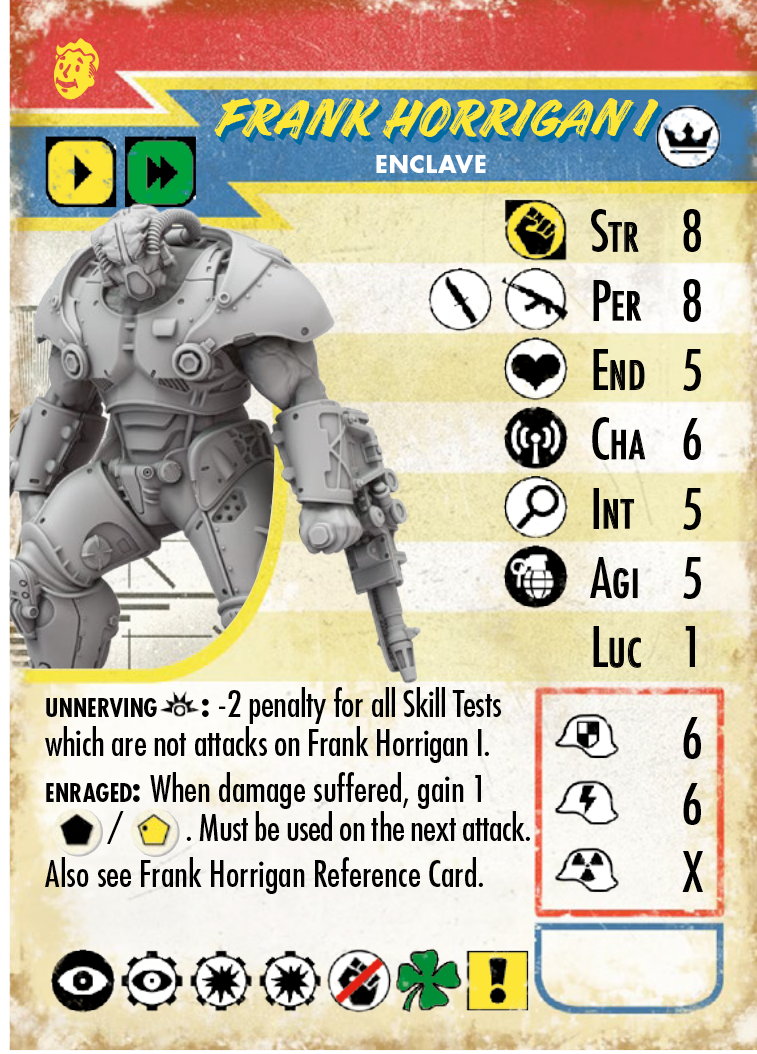 FRANK HORRIGAN I
ENCLAVE
STR 8
PER 8
END 5
CHA 6
INT 5
AGI 5
LUC 1
UNNERVING : -2 penalty for all Skill Tests
which are not attacks on Frank Horrigan I.
ENRAGED: When damage suffered, gain 1
/ . Must be used on the next attack.
Also see Frank Horrigan Reference Card.
6
6
X
!